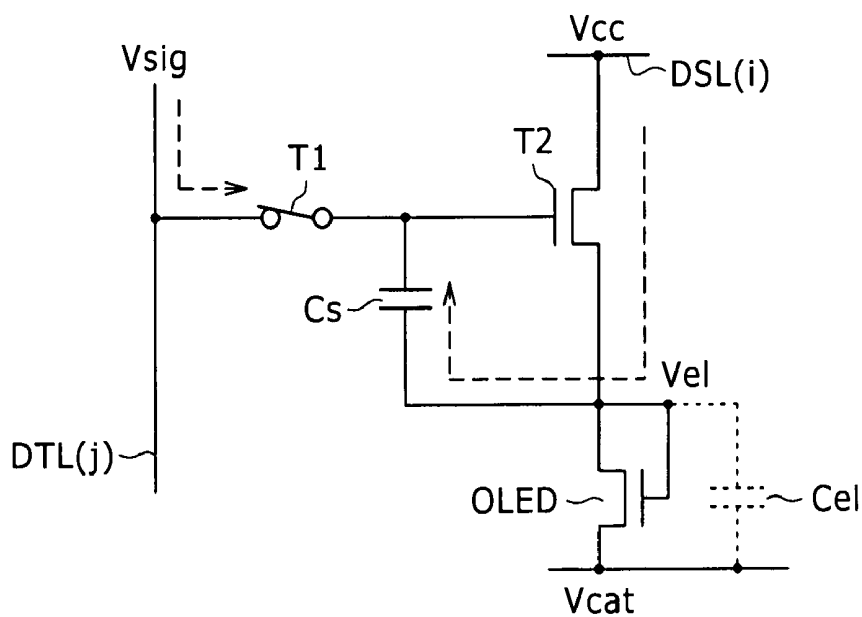 Vcc
Vsig
DSL(i)
T2
T1
Cs
Vel
DTL(j)
OLED
Cel
Vcat